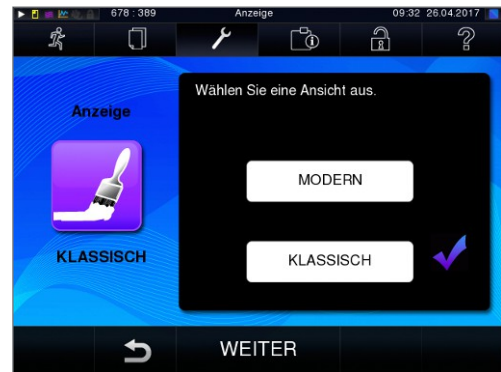 678 : 389 Anzeige 09:32 26.04.2017
Wählen Sie eine Ansicht aus.
Anzeige
MODERN
KLASSISCH
KLASSISCH
WEITER